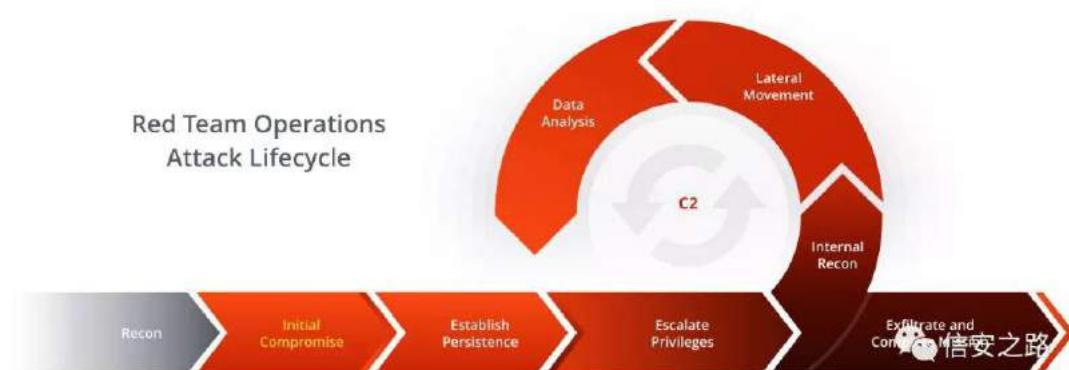 Red Team Operations
Attack Lifecycle
Data
Analysis
Lateral
Movement
C2
Internal
Recon
Recon
Initial
Compromise
Establish
Persistence
Escalate
Privileges
Exfiltrate and
信安之路